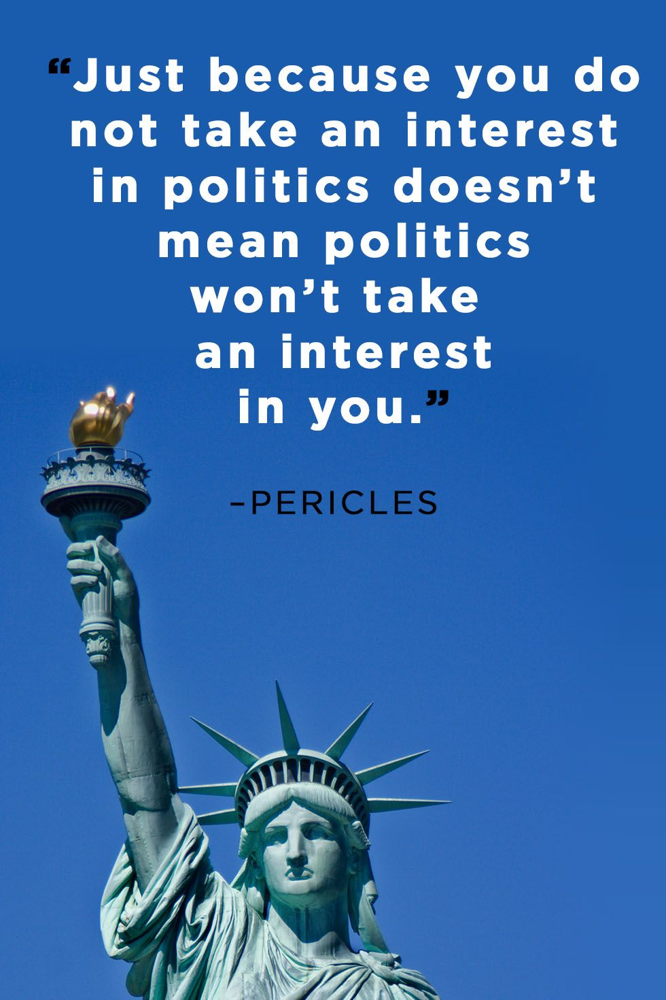 “Just because you do
not take an interest
in politics doesn’t
mean politics
won’t take
an interest
in you.”
–PERICLES